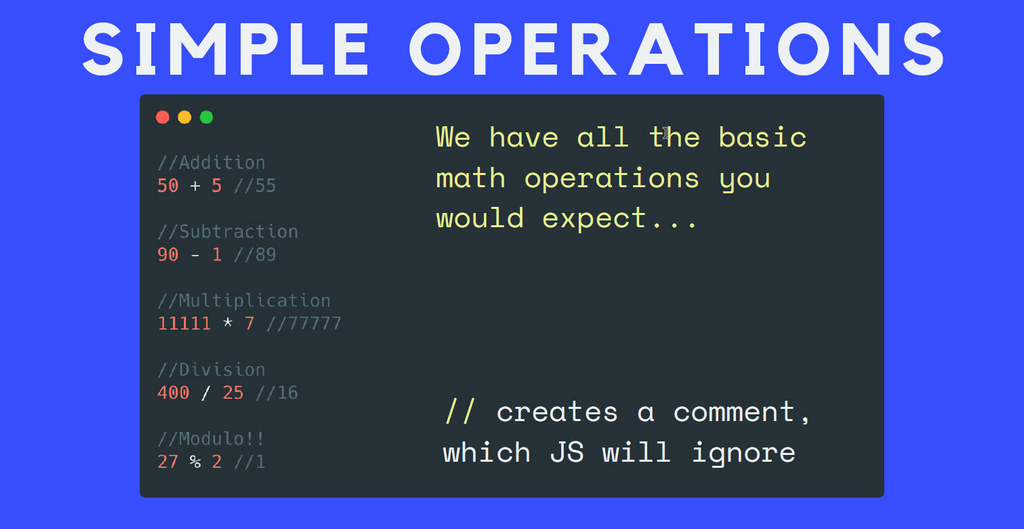 SIMPLE OPERATIONS
//Addition
50 + 5 //55
//Subtraction
90 - 1 //89
//Multiplication
11111 * 7 //77777
//Division
400 / 25 //16
//Modulo!!
27 % 2 //1
We have all the basic
math operations you
would expect...
// creates a comment,
which JS will ignore